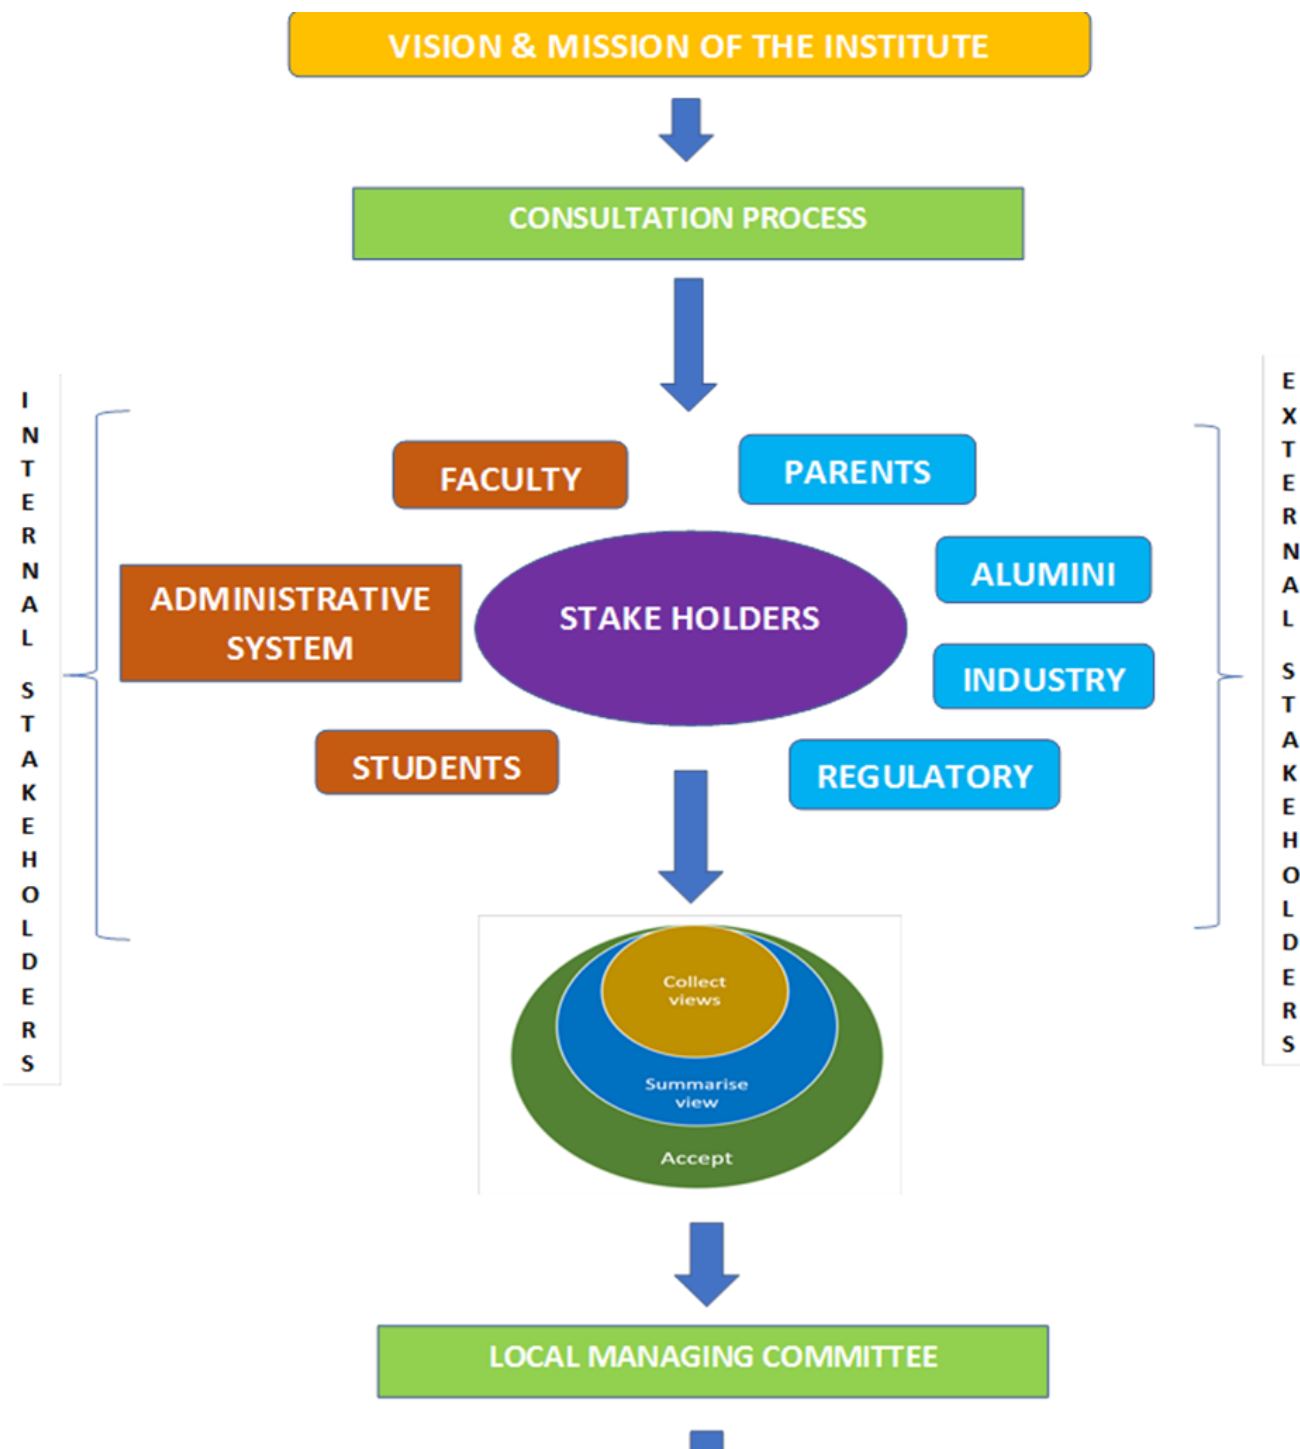 VISION & MISSION OF THE INSTITUTE
CONSULTATION PROCESS
INTERNAL STAKEHOLDERS
FACULTY
PARENTS
ADMINISTRATIVE
SYSTEM
STAKE HOLDERS
ALUMINI
INDUSTRY
STUDENTS
REGULATORY
EXTERNAL STAKEHOLDERS
Collect
views
Summarise
view
Accept
LOCAL MANAGING COMMITTEE